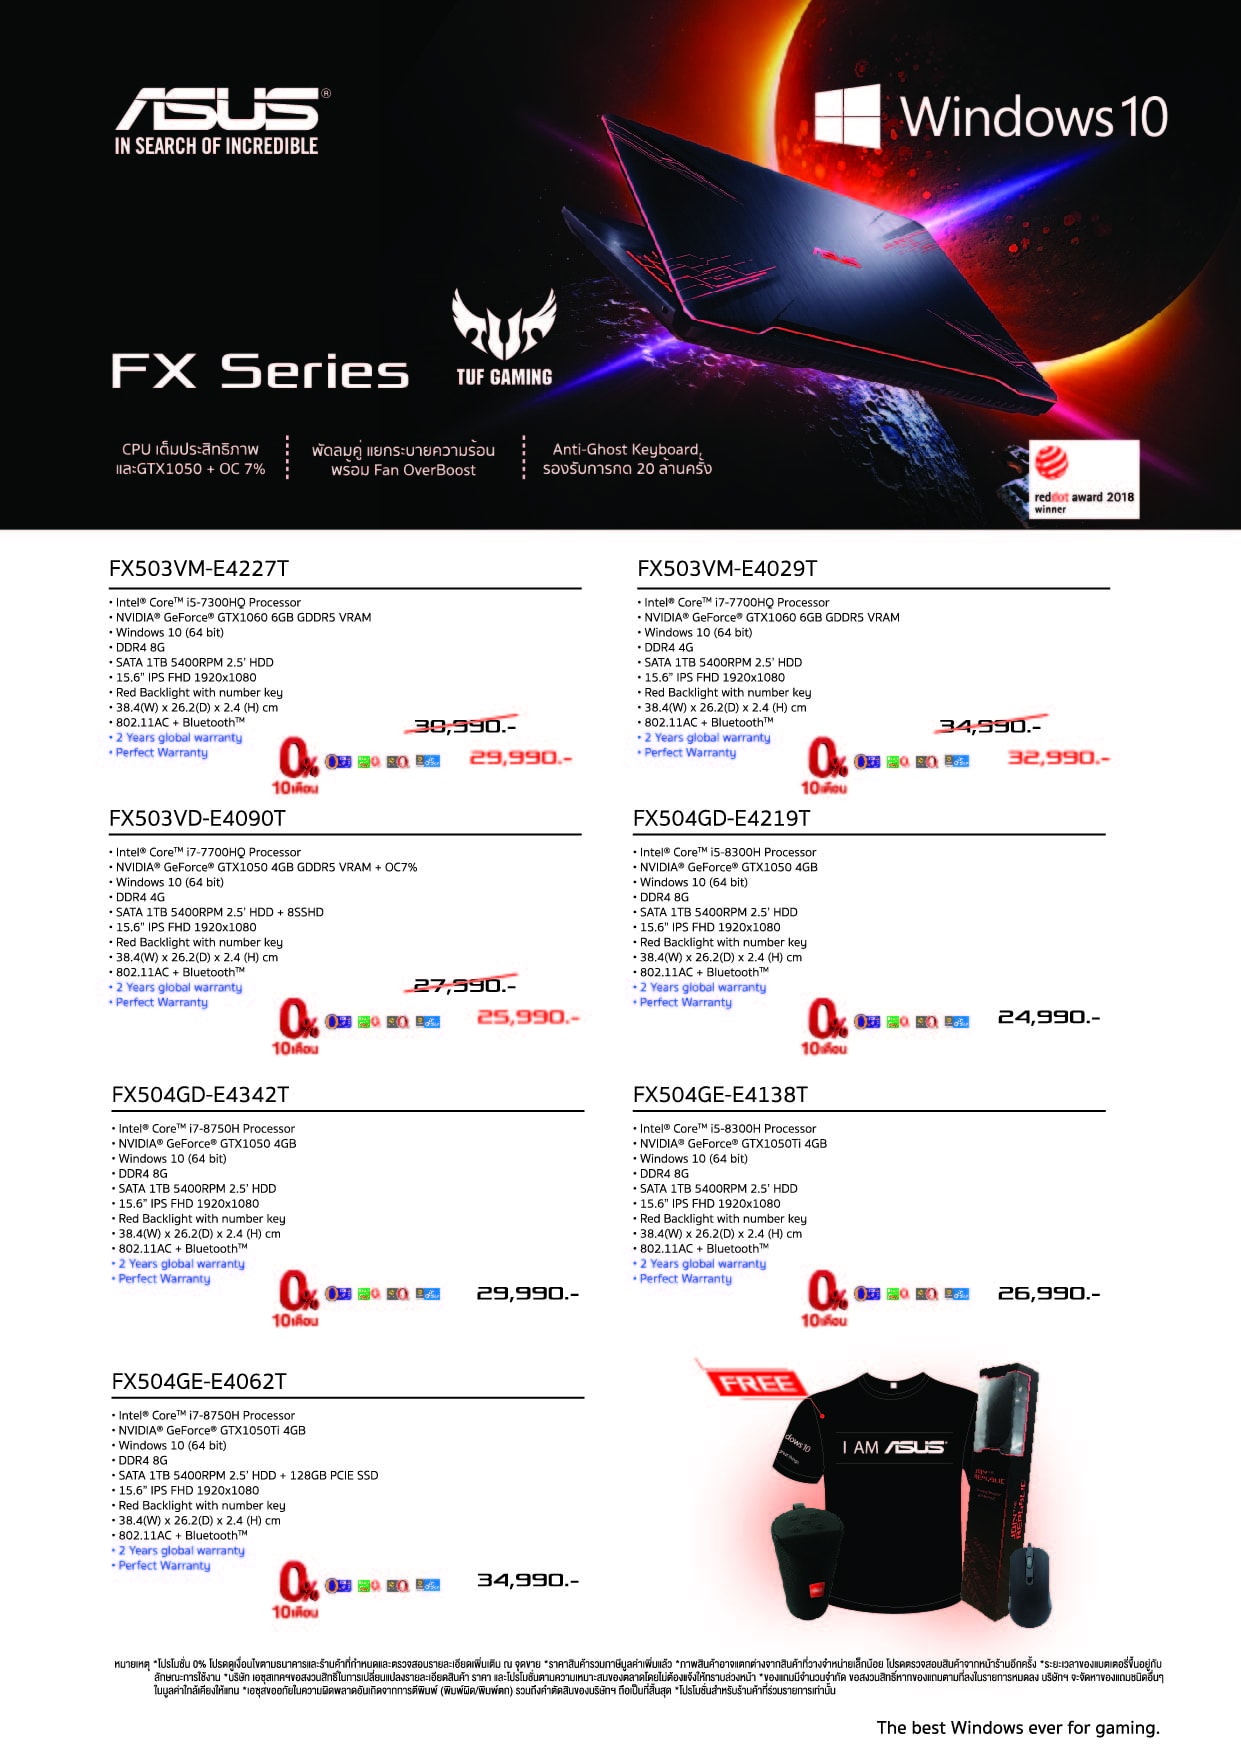 ASUS®
IN SEARCH OF INCREDIBLE
Windows 10
FX Series
TUF GAMING
CPU เต็มประสิทธิภาพ
และGTX1050 + OC 7%
พัดลมคู่ แยกระบายความร้อน
พร้อม Fan OverBoost
Anti-Ghost Keyboard
รองรับการกด 20 ล้านครั้ง
reddot award 2018
winner
FX503VM-E4227T
• Intel® Core™ i5-7300HQ Processor
• NVIDIA® GeForce® GTX1060 6GB GDDR5 VRAM
• Windows 10 (64 bit)
• DDR4 8G
• SATA 1TB 5400RPM 2.5' HDD
• 15.6" IPS FHD 1920x1080
• Red Backlight with number key
• 38.4(W) x 26.2(D) x 2.4 (H) cm
• 802.11AC + Bluetooth™
• 2 Years global warranty
• Perfect Warranty
30,990.-
0%
10เดือน
29,990.-
FX503VM-E4029T
• Intel® Core™ i7-7700HQ Processor
• NVIDIA® GeForce® GTX1060 6GB GDDR5 VRAM
• Windows 10 (64 bit)
• DDR4 4G
• SATA 1TB 5400RPM 2.5' HDD
• 15.6" IPS FHD 1920x1080
• Red Backlight with number key
• 38.4(W) x 26.2(D) x 2.4 (H) cm
• 802.11AC + Bluetooth™
• 2 Years global warranty
• Perfect Warranty
34,990.-
0%
10เดือน
32,990.-
FX503VD-E4090T
• Intel® Core™ i7-7700HQ Processor
• NVIDIA® GeForce® GTX1050 4GB GDDR5 VRAM + OC7%
• Windows 10 (64 bit)
• DDR4 4G
• SATA 1TB 5400RPM 2.5' HDD + 8SSHD
• 15.6" IPS FHD 1920x1080
• Red Backlight with number key
• 38.4(W) x 26.2(D) x 2.4 (H) cm
• 802.11AC + Bluetooth™
• 2 Years global warranty
• Perfect Warranty
27,990.-
0%
10เดือน
25,990.-
FX504GD-E4219T
• Intel® Core™ i5-8300H Processor
• NVIDIA® GeForce® GTX1050 4GB
• Windows 10 (64 bit)
• DDR4 8G
• SATA 1TB 5400RPM 2.5' HDD
• 15.6" IPS FHD 1920x1080
• Red Backlight with number key
• 38.4(W) x 26.2(D) x 2.4 (H) cm
• 802.11AC + Bluetooth™
• 2 Years global warranty
• Perfect Warranty
0%
10เดือน
24,990.-
FX504GD-E4342T
• Intel® Core™ i7-8750H Processor
• NVIDIA® GeForce® GTX1050 4GB
• Windows 10 (64 bit)
• DDR4 8G
• SATA 1TB 5400RPM 2.5' HDD
• 15.6" IPS FHD 1920x1080
• Red Backlight with number key
• 38.4(W) x 26.2(D) x 2.4 (H) cm
• 802.11AC + Bluetooth™
• 2 Years global warranty
• Perfect Warranty
0%
10เดือน
29,990.-
FX504GE-E4138T
• Intel® Core™ i5-8300H Processor
• NVIDIA® GeForce® GTX1050Ti 4GB
• Windows 10 (64 bit)
• DDR4 8G
• SATA 1TB 5400RPM 2.5' HDD
• 15.6" IPS FHD 1920x1080
• Red Backlight with number key
• 38.4(W) x 26.2(D) x 2.4 (H) cm
• 802.11AC + Bluetooth™
• 2 Years global warranty
• Perfect Warranty
0%
10เดือน
26,990.-
FX504GE-E4062T
• Intel® Core™ i7-8750H Processor
• NVIDIA® GeForce® GTX1050Ti 4GB
• Windows 10 (64 bit)
• DDR4 8G
• SATA 1TB 5400RPM 2.5' HDD + 128GB PCIE SSD
• 15.6" IPS FHD 1920x1080
• Red Backlight with number key
• 38.4(W) x 26.2(D) x 2.4 (H) cm
• 802.11AC + Bluetooth™
• 2 Years global warranty
• Perfect Warranty
0%
10เดือน
34,990.-
FREE
dows 10
I AM ASUS
JOIN THE
REPUBLIC
หมายเหตุ *โปรโมชั่น 0% โปรดดูเงื่อนไขตามธนาคารและร้านค้าที่กำหนดและตรวจสอบรายละเอียดเพิ่มเติม ณ จุดขาย *ราคาสินค้ารวมภาษีมูลค่าเพิ่มแล้ว *ภาพสินค้าอาจแตกต่างจากสินค้าที่วางจำหน่ายเล็กน้อย โปรดตรวจสอบสินค้าจากหน้าร้านอีกครั้ง *ระยะเวลาของแบตเตอรี่ขึ้นอยู่กับ
ลักษณะการใช้งาน *บริษัท เอซุสเทคฯขอสงวนสิทธิ์ในการเปลี่ยนแปลงรายละเอียดสินค้า ราคา และโปรโมชั่นตามความเหมาะสมของตลาดโดยไม่ต้องแจ้งให้ทราบล่วงหน้า *ของแถมมีจำนวนจำกัด ขอสงวนสิทธิ์หากของแถมตามที่ลงในรายการหมดลง บริษัทฯ จะจัดหาของแถมชนิดอื่นๆ
ในมูลค่าใกล้เคียงให้แทน *เอซุสขออภัยในความผิดพลาดอันเกิดจากการตีพิมพ์ (พิมพ์ผิด/พิมพ์ตก) รวมถึงคำตัดสินของบริษัทฯ ถือเป็นที่สิ้นสุด *โปรโมชั่นสำหรับร้านค้าที่ร่วมรายการเท่านั้น
The best Windows ever for gaming.